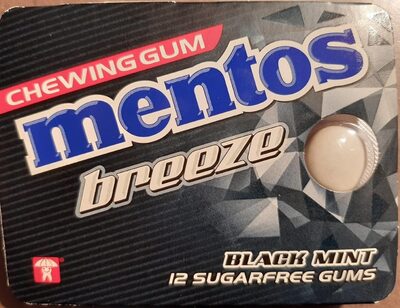 CHEWING GUM
mentos
breeze
BLACK MINT
12 SUGARFREE GUMS